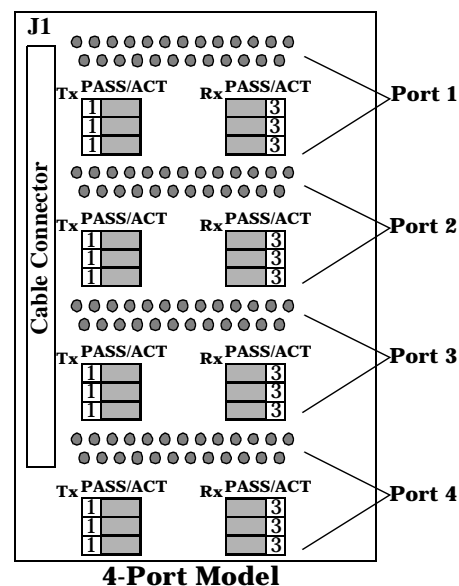 J1
Cable Connector
Tx PASS/ACT Rx PASS/ACT
1 3
1 3
1 3
Port 1
Tx PASS/ACT Rx PASS/ACT
1 3
1 3
1 3
Port 2
Tx PASS/ACT Rx PASS/ACT
1 3
1 3
1 3
Port 3
Tx PASS/ACT Rx PASS/ACT
1 3
1 3
1 3
Port 4
4-Port Model